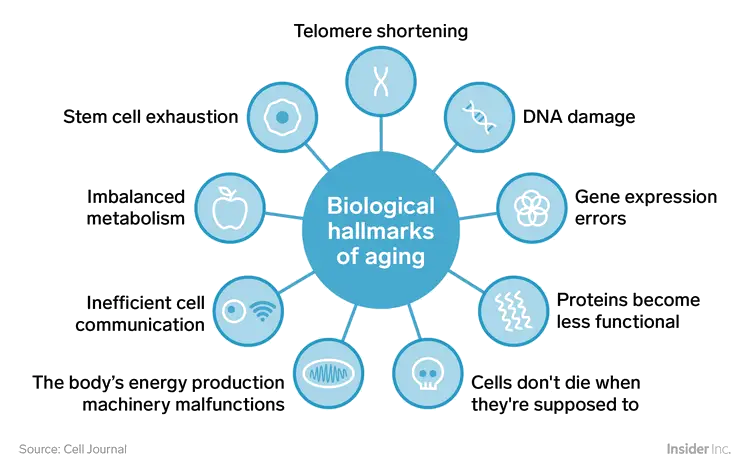 Telomere shortening
Stem cell exhaustion
DNA damage
Imbalanced
metabolism
Biological
hallmarks
of aging
Gene expression
errors
Inefficient cell
communication
Proteins become
less functional
The body’s energy production
machinery malfunctions
Cells don't die when
they're supposed to
Source: Cell Journal
Insider Inc.